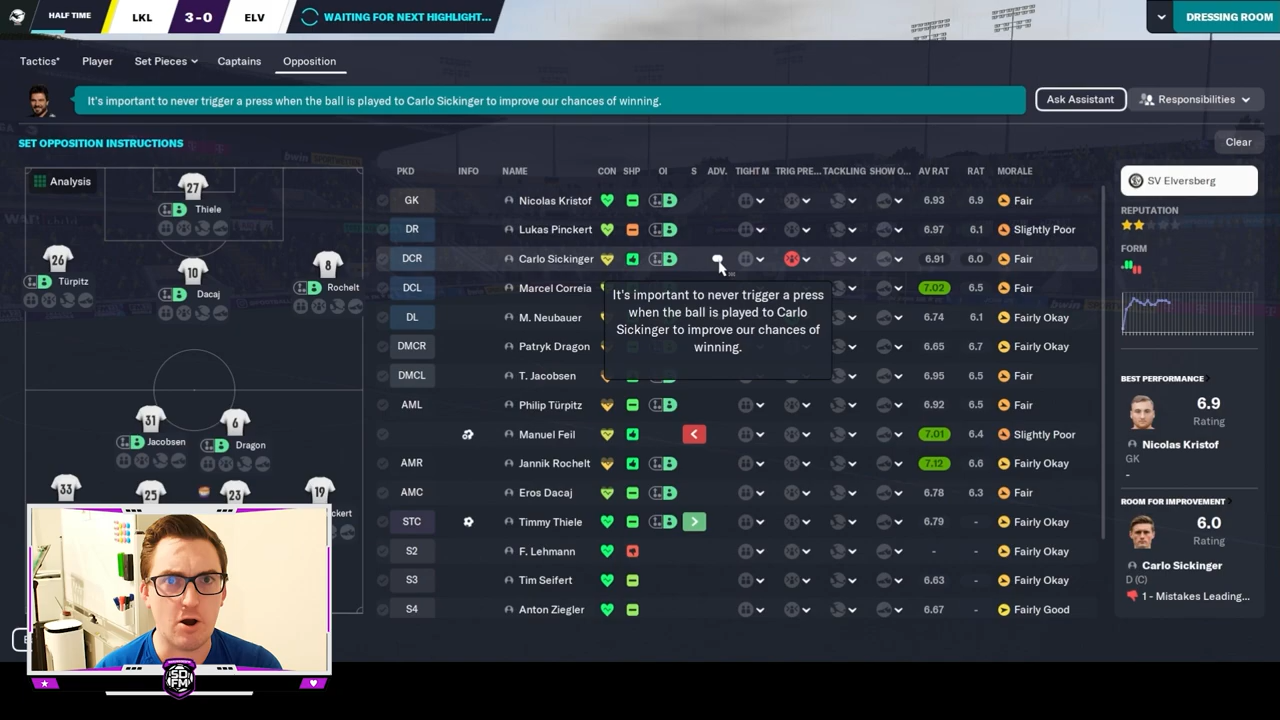 HALF TIME LKL 3-0 ELV WAITING FOR NEXT HIGHLIGHT... DRESSING ROOM
Tactics* Player Set Pieces Captains Opposition
It's important to never trigger a press when the ball is played to Carlo Sickinger to improve our chances of winning. Ask Assistant Responsibilities
SET OPPOSITION INSTRUCTIONS Clear
Analysis
27
Thiele
26
Türpitz
10
Dacaj
8
Rochelt
31
Jacobsen
6
Dragon
33
25
23
19
ckert
PKD INFO NAME CON SHP OI S ADV. TIGHT M TRIG PRE... TACKLING SHOW O... AV RAT RAT MORALE
GK Nicolas Kristof 6.93 6.9 Fair
DR Lukas Pinckert 6.97 6.1 Slightly Poor
DCR Carlo Sickinger 6.91 6.0 Fair
DCL Marcel Correia 7.02 6.5 Fair
DL M. Neubauer 6.74 6.1 Fairly Okay
DMCR Patryk Dragon 6.65 6.7 Fairly Okay
DMCL T. Jacobsen 6.95 6.5 Fair
AML Philip Türpitz 6.92 6.5 Fair
Manuel Feil 7.01 6.4 Slightly Poor
AMR Jannik Rochelt 7.12 6.6 Fairly Okay
AMC Eros Dacaj 6.78 6.3 Fair
STC Timmy Thiele 6.79 - Fairly Okay
S2 F. Lehmann - - Fairly Okay
S3 Tim Seifert 6.63 - Fairly Okay
S4 Anton Ziegler 6.67 - Fairly Good
It's important to never trigger a press
when the ball is played to Carlo
Sickinger to improve our chances of
winning.
SV Elversberg
REPUTATION
FORM
BEST PERFORMANCE
6.9
Rating
Nicolas Kristof
GK
-
ROOM FOR IMPROVEMENT
6.0
Rating
Carlo Sickinger
D (C)
1 - Mistakes Leading...
SD
FM